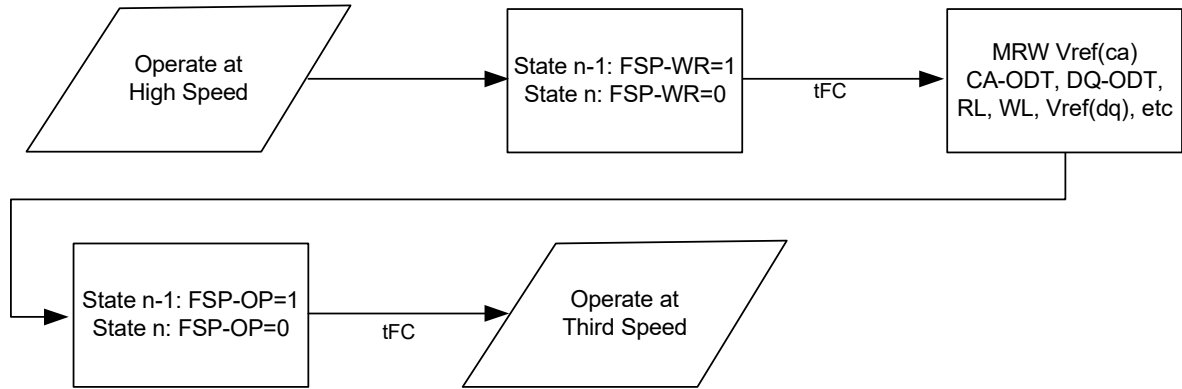 Operate at
High Speed
State n-1: FSP-WR=1
State n: FSP-WR=0
tFC
MRW Vref(ca)
CA-ODT, DQ-ODT,
RL, WL, Vref(dq), etc
State n-1: FSP-OP=1
State n: FSP-OP=0
tFC
Operate at
Third Speed